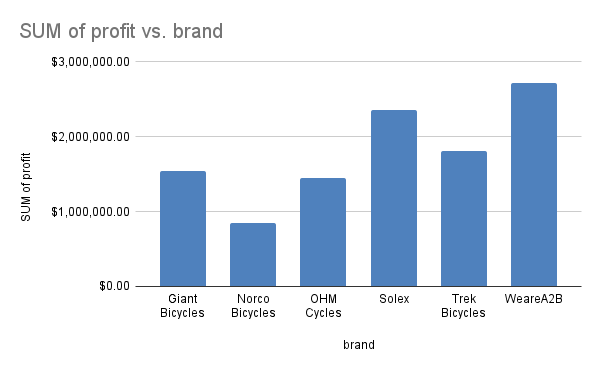 SUM of profit vs. brand
$3,000,000.00
$2,000,000.00
$1,000,000.00
$0.00
SUM of profit
Giant
Bicycles
Norco
Bicycles
OHM
Cycles
Solex
Trek
Bicycles
WeareA2B
brand